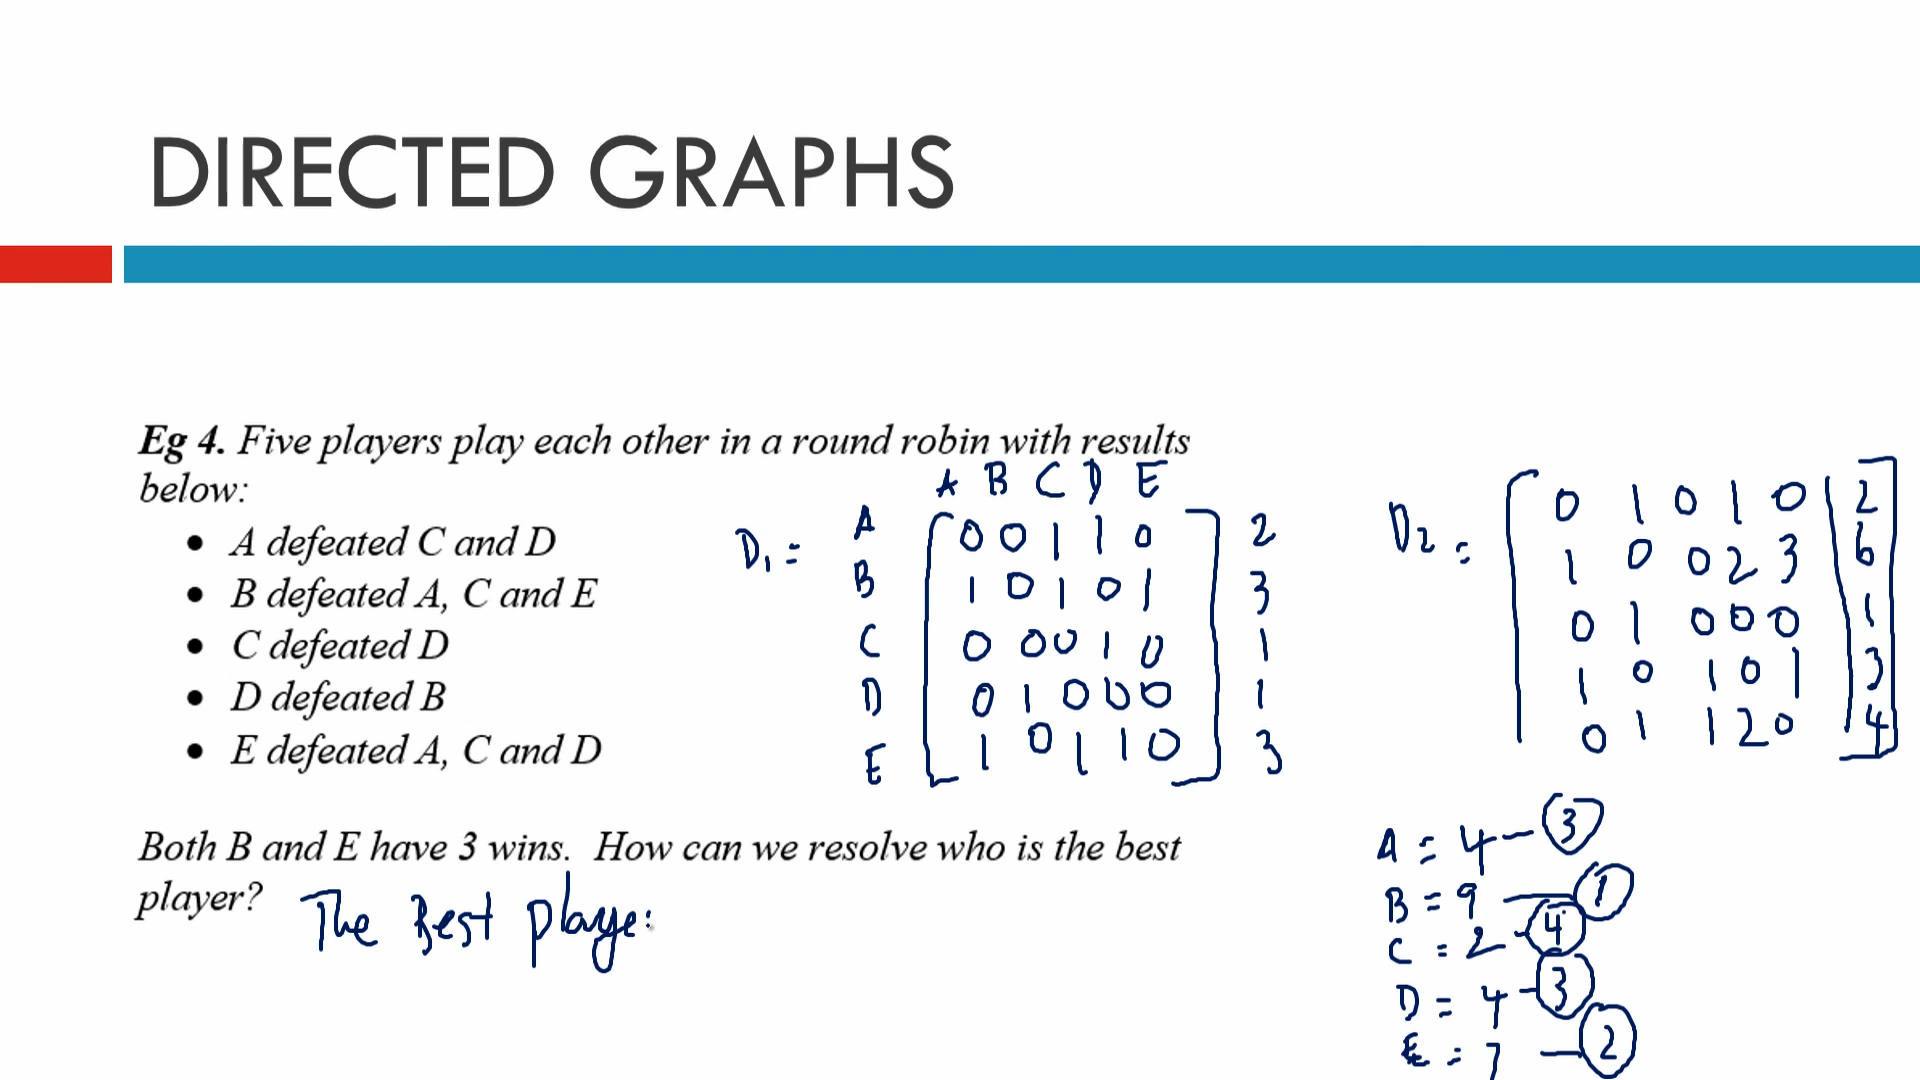 DIRECTED GRAPHS
Eg 4. Five players play each other in a round robin with results
below:
• A defeated C and D
• B defeated A, C and E
• C defeated D
• D defeated B
• E defeated A, C and D
Both B and E have 3 wins. How can we resolve who is the best
player?
The Best playe:
A B C D E
D1 =
A 0 0 1 1 0 2
B 1 0 1 0 1 3
C 0 0 0 1 0 1
D 0 1 0 0 0 1
E 1 0 1 1 0 3
D2 =
0 1 0 1 0 2
1 0 0 2 3 6
0 1 0 0 0 1
1 0 1 0 1 3
0 1 1 2 0 4
A = 4 – 3
B = 9 – 1
C = 2 – 4
D = 4 – 3
E = 7 – 2